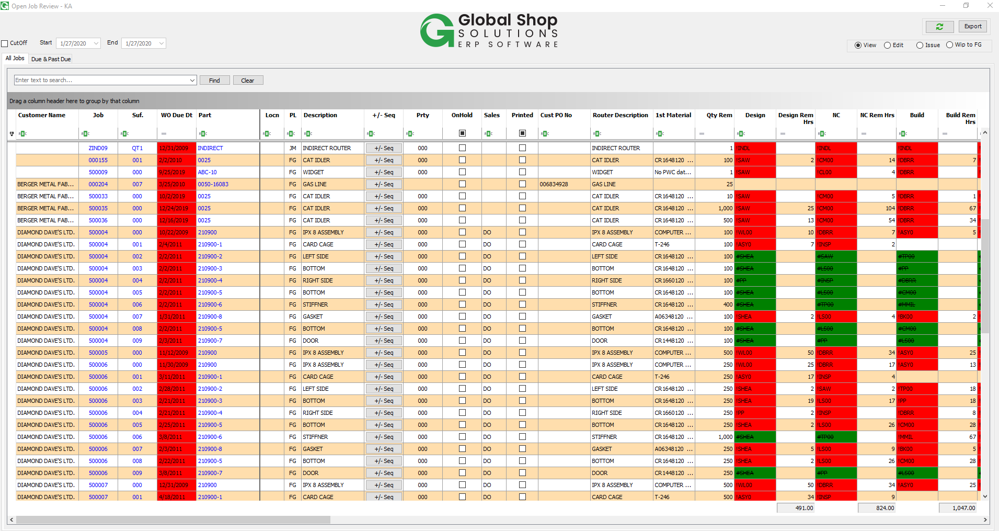 Open Job Review - KA
Global Shop
SOLUTIONS
ERP SOFTWARE
Export
CutOff Start 1/27/2020 End 1/27/2020
View Edit Issue Wip to FG
All Jobs Due & Past Due
Enter text to search... Find Clear
Drag a column header here to group by that column
Customer Name Job Suf. WO Due Dt Part Locn PL Description +/- Seq Prty OnHold Sales Printed Cust PO No Router Description 1st Material Qty Rem Design Design Rem Hrs NC NC Rem Hrs Build Build Rem Hrs
ZIND09 QT1 12/31/2009 INDIRECT JM INDIRECT ROUTER +/- Seq 000 INDIRECT ROUTER 1 !INDL !INDL !INDL
000155 001 2/2/2010 0025 FG CAT IDLER +/- Seq 000 CAT IDLER CR1648120 ... 100 !SAW 2 !CM00 14 !DBRR 7
500009 000 9/25/2019 ABC-10 FG WIDGET +/- Seq 000 WIDGET No PWC dat... 1 !SAW !CL00 4 !DBRR
BERGER METAL FAB... 000204 007 3/25/2010 0050-16083 FG GAS LINE +/- Seq 000 006834928 GAS LINE 25
BERGER METAL FAB... 500033 000 10/2/2019 0025 FG CAT IDLER +/- Seq 000 CAT IDLER CR1648120 ... 10 !SAW !CM00 5 !DBRR 1
BERGER METAL FAB... 500035 000 12/24/2019 0025 FG CAT IDLER +/- Seq 000 CAT IDLER CR1648120 ... 1,000 !SAW 25 !CM00 104 !DBRR 67
BERGER METAL FAB... 500036 000 12/16/2019 0025 FG CAT IDLER +/- Seq 000 CAT IDLER CR1648120 ... 500 !SAW 13 !CM00 54 !DBRR 34
DIAMOND DAVE'S LTD. 500004 000 10/22/2009 210900 FG IPX 8 ASSEMBLY +/- Seq 000 DO IPX 8 ASSEMBLY COMPUTER ... 100 !WL00 10 !DBRR 7 !ASY0 5
DIAMOND DAVE'S LTD. 500004 001 2/4/2011 210900-1 FG CARD CAGE +/- Seq 000 DO CARD CAGE T-246 100 !ASY0 7 !INSP 2
DIAMOND DAVE'S LTD. 500004 002 2/2/2011 210900-2 FG LEFT SIDE +/- Seq 000 DO LEFT SIDE CR1648120 ... 100 #SHEA #SAW #TP00
DIAMOND DAVE'S LTD. 500004 003 2/2/2011 210900-3 FG BOTTOM +/- Seq 000 DO BOTTOM CR1648120 ... 100 #SHEA #LS00 #PP
DIAMOND DAVE'S LTD. 500004 004 2/2/2011 210900-4 FG RIGHT SIDE +/- Seq 000 DO RIGHT SIDE CR1660120 ... 100 #PP #INSP #DBRR
DIAMOND DAVE'S LTD. 500004 005 2/2/2011 210900-5 FG BOTTOM +/- Seq 000 DO BOTTOM CR1648120 ... 100 #SHEA #LS00 #CM00
DIAMOND DAVE'S LTD. 500004 006 2/2/2011 210900-6 FG STIFFNER +/- Seq 000 DO STIFFNER CR1648120 ... 400 #SHEA #TP00 #MMIL
DIAMOND DAVE'S LTD. 500004 007 1/31/2011 210900-8 FG GASKET +/- Seq 000 DO GASKET A06348120 ... 100 !SHEA 2 !LS00 4 !BK00 2
DIAMOND DAVE'S LTD. 500004 008 2/2/2011 210900-5 FG BOTTOM +/- Seq 000 DO BOTTOM CR1648120 ... 100 #SHEA #LS00 #CM00
DIAMOND DAVE'S LTD. 500004 009 2/3/2011 210900-7 FG DOOR +/- Seq 000 DO DOOR CR1448120 ... 100 #SHEA #PP #LS00
DIAMOND DAVE'S LTD. 500005 000 11/12/2009 210900 FG IPX 8 ASSEMBLY +/- Seq 000 DO IPX 8 ASSEMBLY COMPUTER ... 500 !WL00 50 !DBRR 34 !ASY0 25
DIAMOND DAVE'S LTD. 500006 000 11/30/2009 210900 FG IPX 8 ASSEMBLY +/- Seq 000 DO IPX 8 ASSEMBLY COMPUTER ... 250 !WL00 25 !DBRR 17 !ASY0 13
DIAMOND DAVE'S LTD. 500006 001 3/11/2011 210900-1 FG CARD CAGE +/- Seq 000 DO CARD CAGE T-246 250 !ASY0 17 !INSP 4
DIAMOND DAVE'S LTD. 500006 002 2/28/2011 210900-2 FG LEFT SIDE +/- Seq 000 DO LEFT SIDE CR1648120 ... 250 !SHEA 2 !SAW 2 !TP00 18
DIAMOND DAVE'S LTD. 500006 003 2/21/2011 210900-3 FG BOTTOM +/- Seq 000 DO BOTTOM CR1648120 ... 250 !SHEA 19 !LS00 17 !PP 18
DIAMOND DAVE'S LTD. 500006 004 2/21/2011 210900-4 FG RIGHT SIDE +/- Seq 000 DO RIGHT SIDE CR1660120 ... 250 !PP 2 !INSP !DBRR 8
DIAMOND DAVE'S LTD. 500006 005 2/25/2011 210900-5 FG BOTTOM +/- Seq 000 DO BOTTOM CR1648120 ... 250 !SHEA 2 !LS00 26 !CM00 28
DIAMOND DAVE'S LTD. 500006 006 3/8/2011 210900-6 FG STIFFNER +/- Seq 000 DO STIFFNER CR1648120 ... 1,000 #SHEA #TP00 !MMIL 67
DIAMOND DAVE'S LTD. 500006 007 2/3/2011 210900-8 FG GASKET +/- Seq 000 DO GASKET A06348120 ... 250 !SHEA 5 !LS00 9 !BK00 5
DIAMOND DAVE'S LTD. 500006 008 2/22/2011 210900-5 FG BOTTOM +/- Seq 000 DO BOTTOM CR1648120 ... 250 !SHEA 2 !LS00 26 !CM00 28
DIAMOND DAVE'S LTD. 500006 009 3/8/2011 210900-7 FG DOOR +/- Seq 000 DO DOOR CR1448120 ... 250 #SHEA #PP #LS00
DIAMOND DAVE'S LTD. 500007 000 12/31/2009 210900 FG IPX 8 ASSEMBLY +/- Seq 000 DO IPX 8 ASSEMBLY COMPUTER ... 500 !WL00 50 !DBRR 34 !ASY0 25
DIAMOND DAVE'S LTD. 500007 001 4/18/2011 210900-1 FG CARD CAGE +/- Seq 000 DO CARD CAGE T-246 500 !ASY0 34 !INSP 9
491.00 824.00 1,047.00